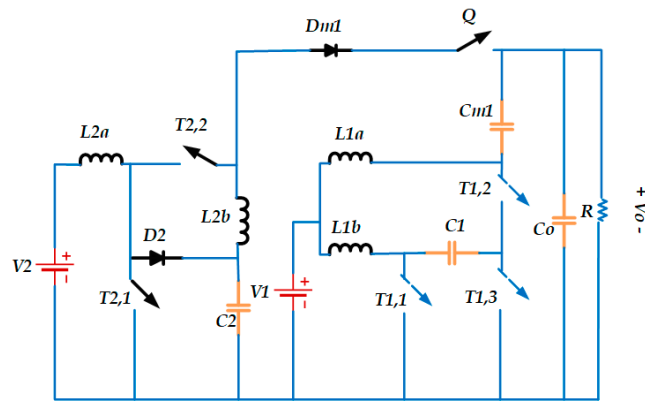 Dm1
Q
L2a
T2,2
L1a
Cm1
T1,2
L2b
L1b
C1
D2
V2
T2,1
C2
V1
T1,1
T1,3
Co
R
+ Vo -
+
-
+
-